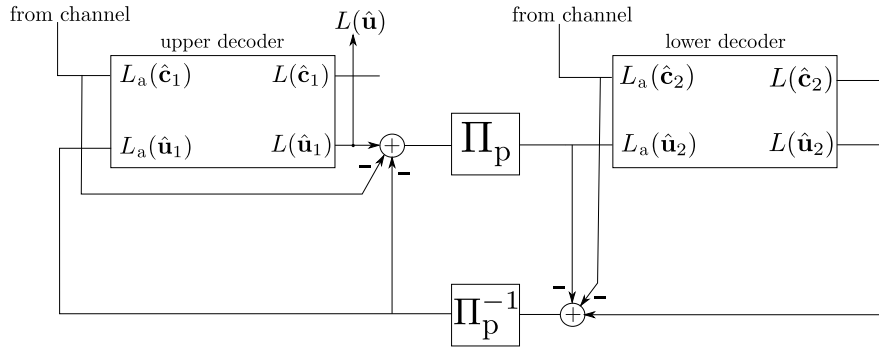 from channel
upper decoder
L(û)
from channel
lower decoder
Lₐ(ĉ₁) L(ĉ₁)
Lₐ(ĉ₂) L(ĉ₂)
Lₐ(û₁) L(û₁)
+
Πₚ
Lₐ(û₂) L(û₂)
−
−
−
−
Πₚ⁻¹
+